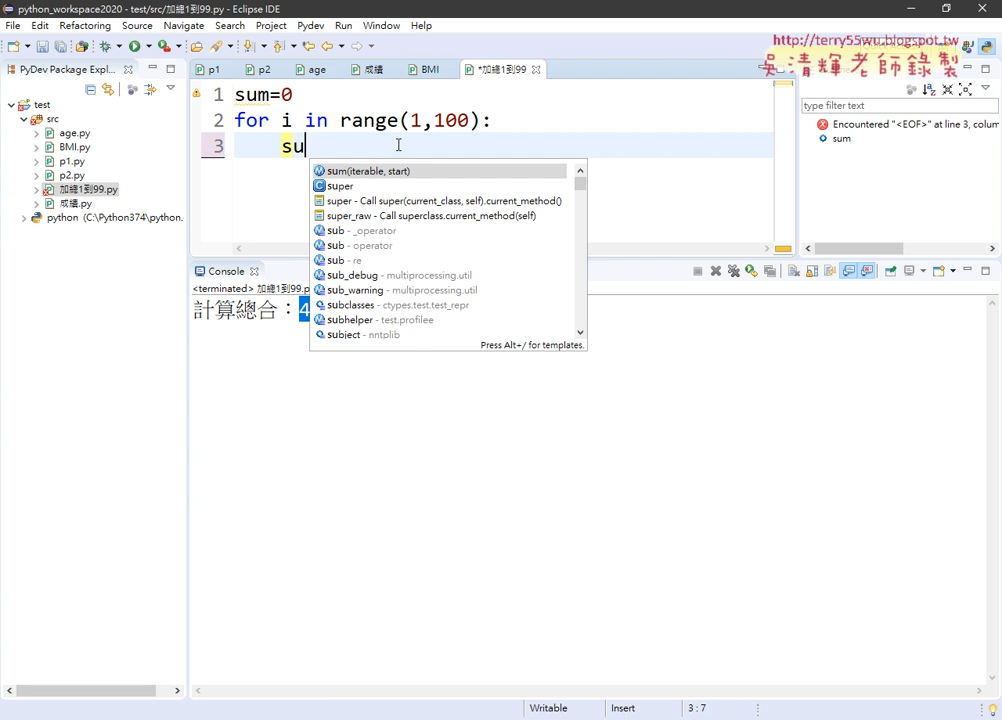 python_workspace2020 - test/src/加總1到99.py - Eclipse IDE
File Edit Refactoring Source Navigate Search Project Pydev Run Window Help
http://terry55wu.blogspot.tw
吳清輝老師錄製
PyDev Package Expl...
p1 p2 age 成績 BMI *加總1到99
test
src
age.py
BMI.py
p1.py
p2.py
加總1到99.py
成績.py
python (C:\Python374\python.
1 sum=0
2 for i in range(1,100):
3 su
sum(iterable, start)
super
super - Call super(current_class, self).current_method()
super_raw - Call superclass.current_method(self)
sub - _operator
sub - operator
sub - re
sub_debug - multiprocessing.util
sub_warning - multiprocessing.util
subclasses - ctypes.test.test_repr
subhelper - test.profilee
subject - nntplib
Press Alt+/ for templates.
type filter text
Encountered "<EOF>" at line 3, colum
sum
Console
<terminated> 加總1到99.p
計算總合：4
Writable Insert 3 : 7